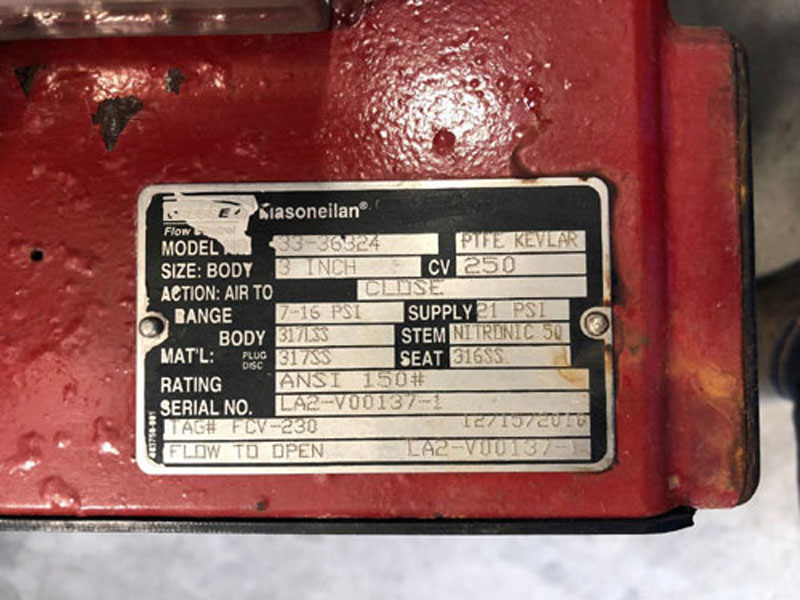 Masoneilan®
Flow Control
MODEL NO. 33-36324 PTFE KEVLAR
SIZE: BODY 3 INCH CV 250
ACTION: AIR TO CLOSE
RANGE 7-16 PSI SUPPLY 21 PSI
BODY 317LSS STEM NITRONIC 50
MAT'L: PLUG DISC 317SS SEAT 316SS
RATING ANSI 150#
SERIAL NO. LA2-V00137-1
TAG# FCV-230 12/15/2016
FLOW TO OPEN LA2-V00137-1